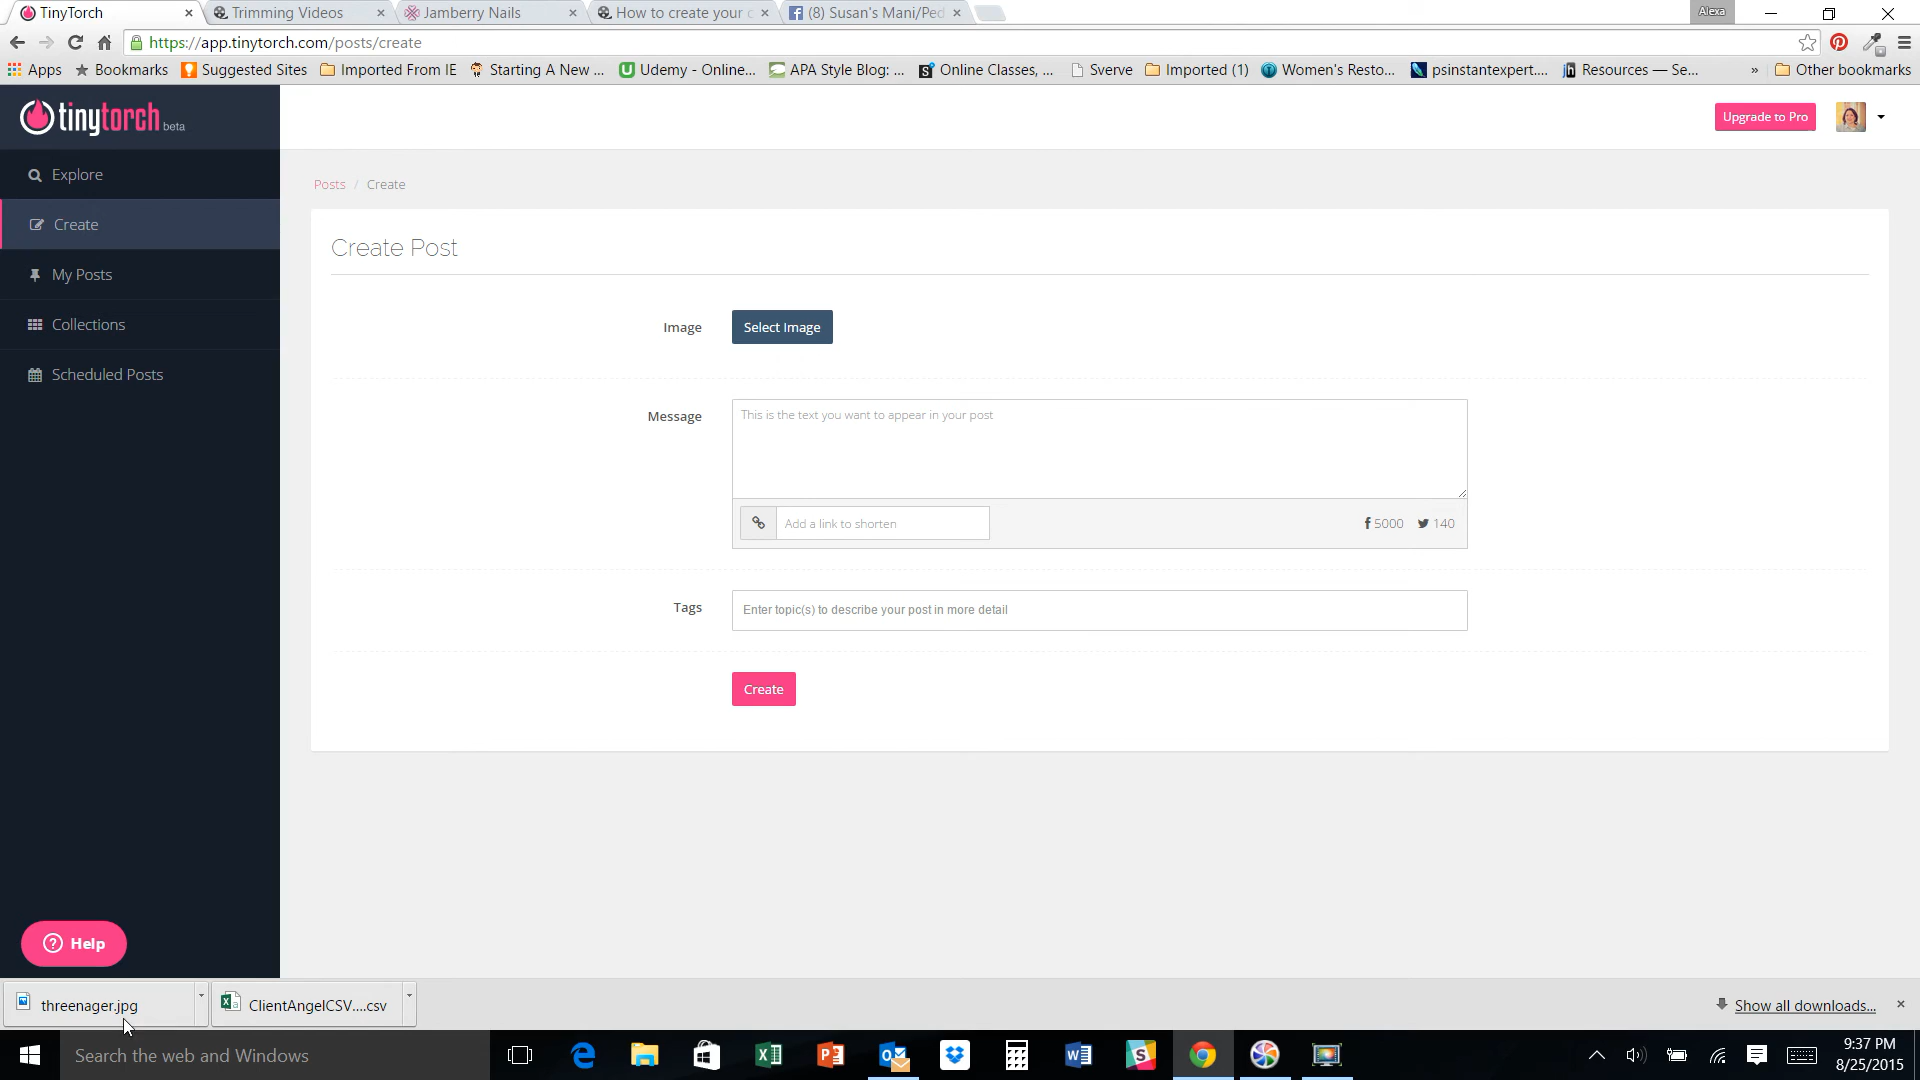 TinyTorch
Trimming Videos
Jamberry Nails
How to create your c
(8) Susan's Mani/Ped
Alexa
https://app.tinytorch.com/posts/create
Apps
Bookmarks
Suggested Sites
Imported From IE
Starting A New ...
Udemy - Online...
APA Style Blog: ...
Online Classes, ...
Sverve
Imported (1)
Women's Resto...
psinstantexpert....
Resources — Se...
»
Other bookmarks
tinytorch beta
Upgrade to Pro
Explore
Create
My Posts
Collections
Scheduled Posts
Posts / Create
Create Post
Image
Select Image
Message
This is the text you want to appear in your post
Add a link to shorten
5000
140
Tags
Enter topic(s) to describe your post in more detail
Create
? Help
threenager.jpg
ClientAngelCSV....csv
Show all downloads...
Search the web and Windows
9:37 PM
8/25/2015